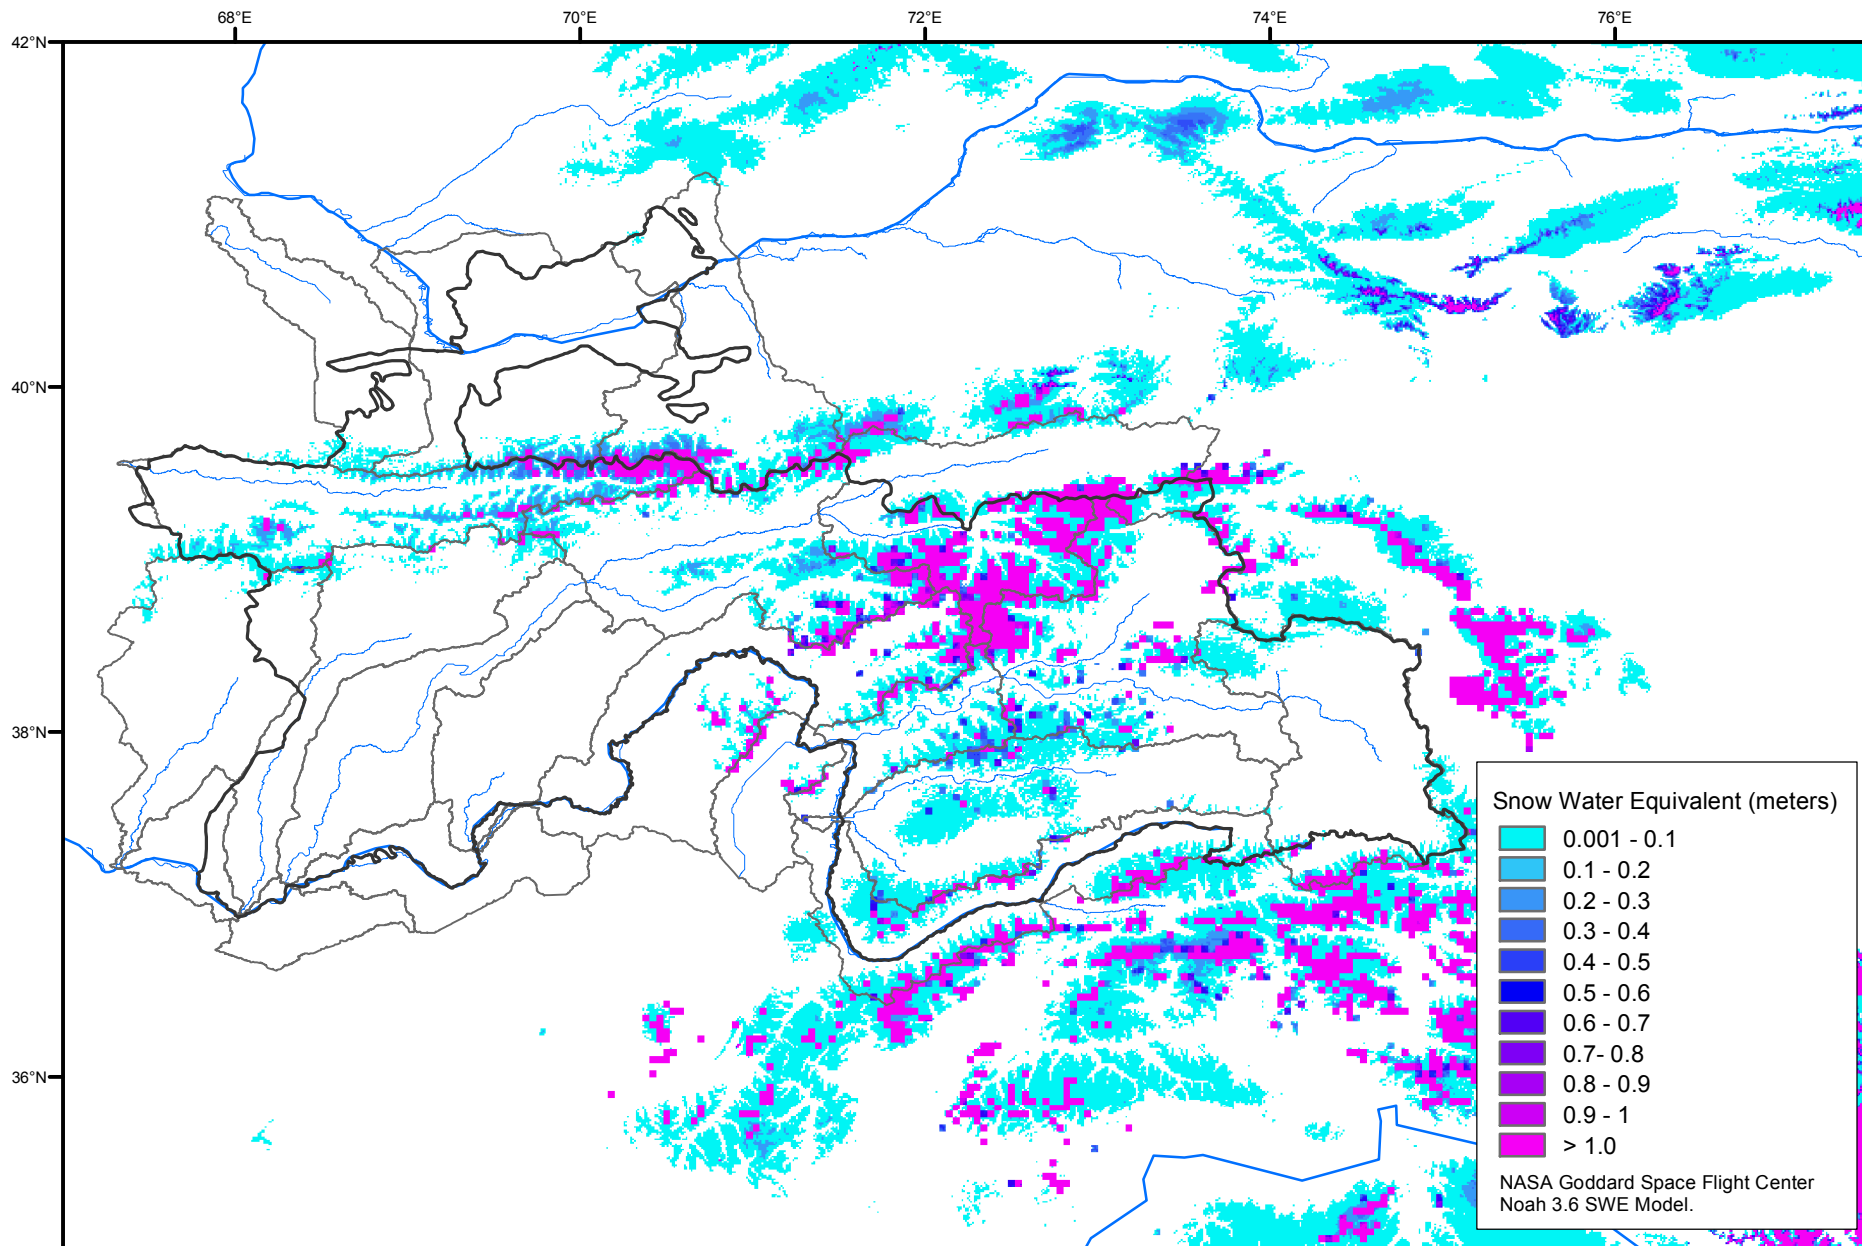 68°E
70°E
72°E
74°E
76°E
42°N
40°N
38°N
36°N
Snow Water Equivalent (meters)
0.001 - 0.1
0.1 - 0.2
0.2 - 0.3
0.3 - 0.4
0.4 - 0.5
0.5 - 0.6
0.6 - 0.7
0.7- 0.8
0.8 - 0.9
0.9 - 1
> 1.0
NASA Goddard Space Flight Center
Noah 3.6 SWE Model.